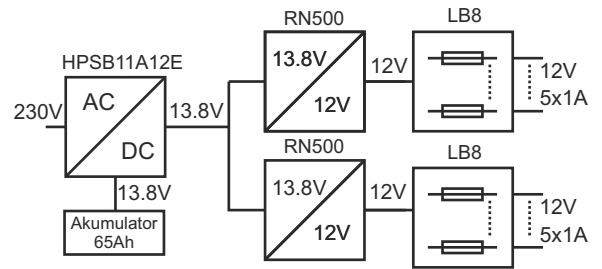 HPSB11A12E
230V
AC
DC
13.8V
13.8V
Akumulator
65Ah
RN500
13.8V
12V
12V
LB8
12V
5x1A
RN500
13.8V
12V
12V
LB8
12V
5x1A